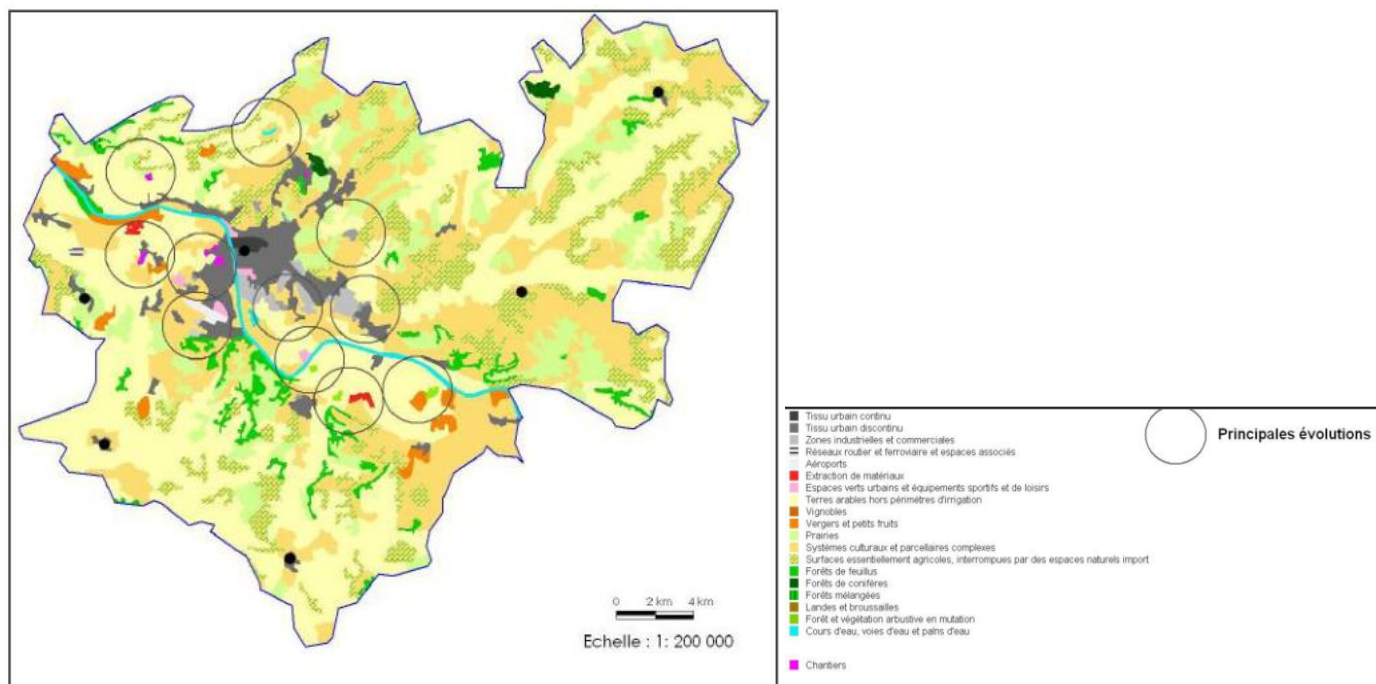 0 2 km 4 km
Echelle : 1: 200 000
Tissu urbain continu
Tissu urbain discontinu
Zones industrielles et commerciales
Réseaux routier et ferroviaire et espaces associés
Aéroports
Extraction de matériaux
Espaces verts urbains et équipements sportifs et de loisirs
Terres arables hors périmètres d'irrigation
Vignobles
Vergers et petits fruits
Prairies
Systèmes culturaux et parcellaires complexes
Surfaces essentiellement agricoles, interrompues par des espaces naturels import
Forêts de feuillus
Forêts de conifères
Forêts mélangées
Landes et broussailles
Forêt et végétation arbustive en mutation
Cours d'eau, voies d'eau et palns d'eau
Chantiers
Principales évolutions